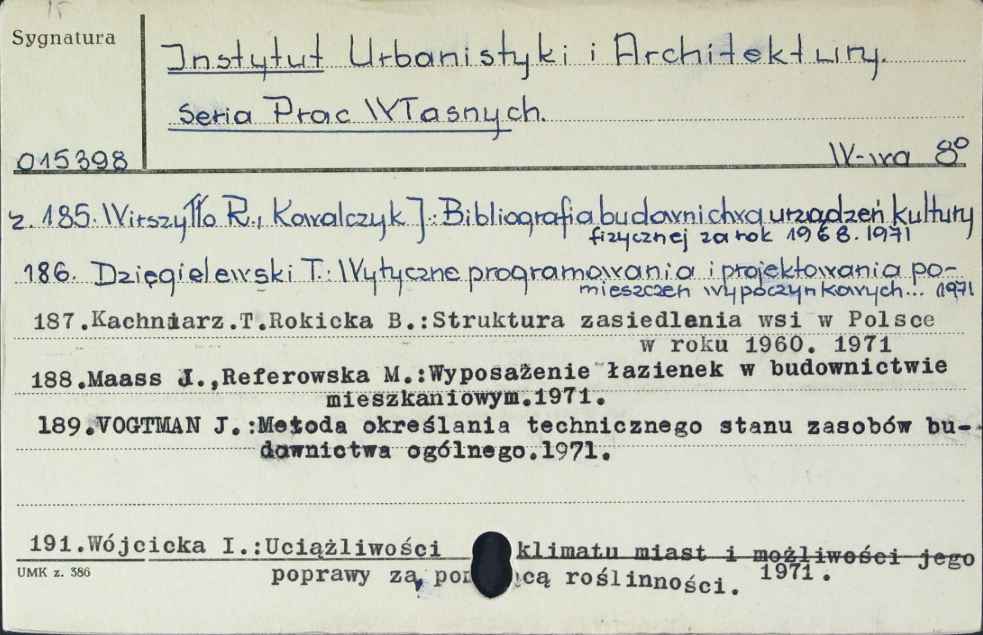 Sygnatura
Instytut Urbanistyki i Architektury.
Seria Prac Własnych.
015398
W-wa 8°
z. 185. Wirszyłło R., Kowalczyk J.: Bibliografia budownictwa urządzeń kultury
fizycznej za rok 1968. 1971
186. Dzięgielewski T.: Wytyczne programowania i projektowania po-
mieszczeń wypoczynkowych... 1971
187.Kachniarz.T.Rokicka B.:Struktura zasiedlenia wsi w Polsce
w roku 1960. 1971
188.Maass J.,Referowska M.:Wyposażenie łazienek w budownictwie
mieszkaniowym.1971.
189.VOGTMAN J.:Metoda określania technicznego stanu zasobów bu-
downictwa ogólnego.1971.
191.Wójcicka I.:Uciążliwości klimatu miast i możliwości jego
UMK z. 386
poprawy za cą roślinności. 1971.